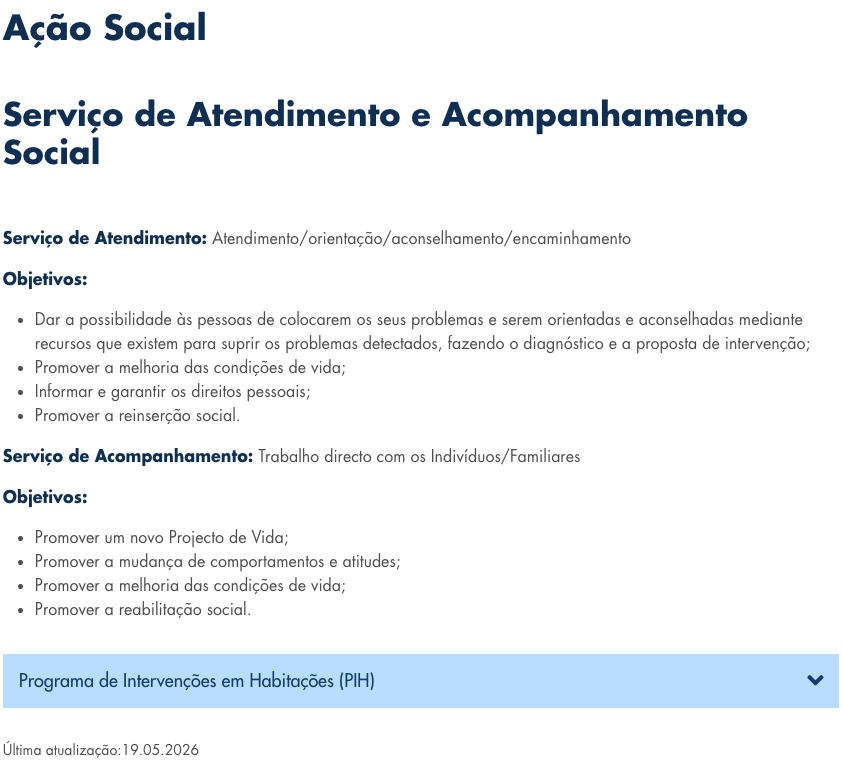 Ação Social
Serviço de Atendimento e Acompanhamento
Social
Serviço de Atendimento: Atendimento/orientação/aconselhamento/encaminhamento
Objetivos:
• Dar a possibilidade às pessoas de colocarem os seus problemas e serem orientadas e aconselhadas mediante
recursos que existem para suprir os problemas detectados, fazendo o diagnóstico e a proposta de intervenção;
• Promover a melhoria das condições de vida;
• Informar e garantir os direitos pessoais;
• Promover a reinserção social.
Serviço de Acompanhamento: Trabalho directo com os Indivíduos/Familiares
Objetivos:
• Promover um novo Projecto de Vida;
• Promover a mudança de comportamentos e atitudes;
• Promover a melhoria das condições de vida;
• Promover a reabilitação social.
Programa de Intervenções em Habitações (PIH)
Última atualização:19.05.2026